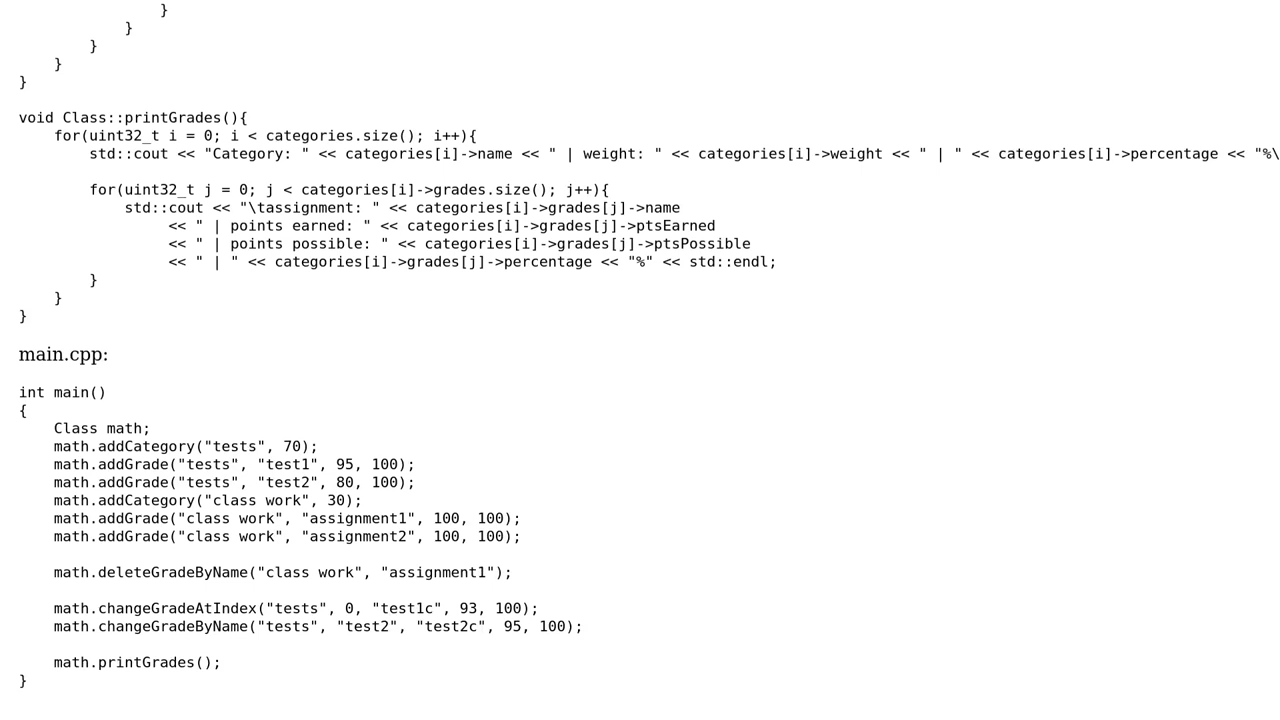 }
            }
        }
    }
}

void Class::printGrades(){
    for(uint32_t i = 0; i < categories.size(); i++){
        std::cout << "Category: " << categories[i]->name << " | weight: " << categories[i]->weight << " | " << categories[i]->percentage << "%\

        for(uint32_t j = 0; j < categories[i]->grades.size(); j++){
            std::cout << "\tassignment: " << categories[i]->grades[j]->name
                 << " | points earned: " << categories[i]->grades[j]->ptsEarned
                 << " | points possible: " << categories[i]->grades[j]->ptsPossible
                 << " | " << categories[i]->grades[j]->percentage << "%" << std::endl;
        }
    }
}

main.cpp:

int main()
{
    Class math;
    math.addCategory("tests", 70);
    math.addGrade("tests", "test1", 95, 100);
    math.addGrade("tests", "test2", 80, 100);
    math.addCategory("class work", 30);
    math.addGrade("class work", "assignment1", 100, 100);
    math.addGrade("class work", "assignment2", 100, 100);

    math.deleteGradeByName("class work", "assignment1");

    math.changeGradeAtIndex("tests", 0, "test1c", 93, 100);
    math.changeGradeByName("tests", "test2", "test2c", 95, 100);

    math.printGrades();
}